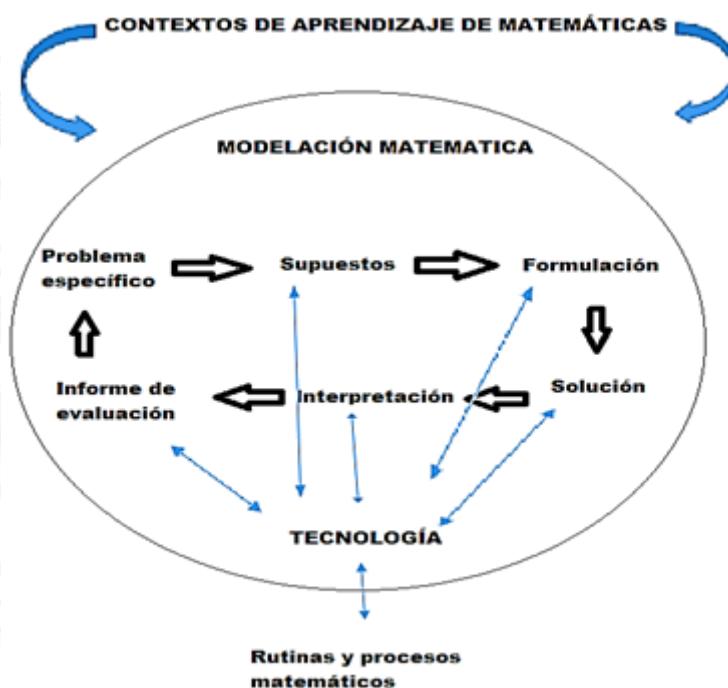 CONTEXTOS DE APRENDIZAJE DE MATEMÁTICAS
MODELACIÓN MATEMATICA
Problema
específico
Supuestos
Formulación
Informe de
evaluación
Interpretación
Solución
TECNOLOGÍA
Rutinas y procesos
matemáticos